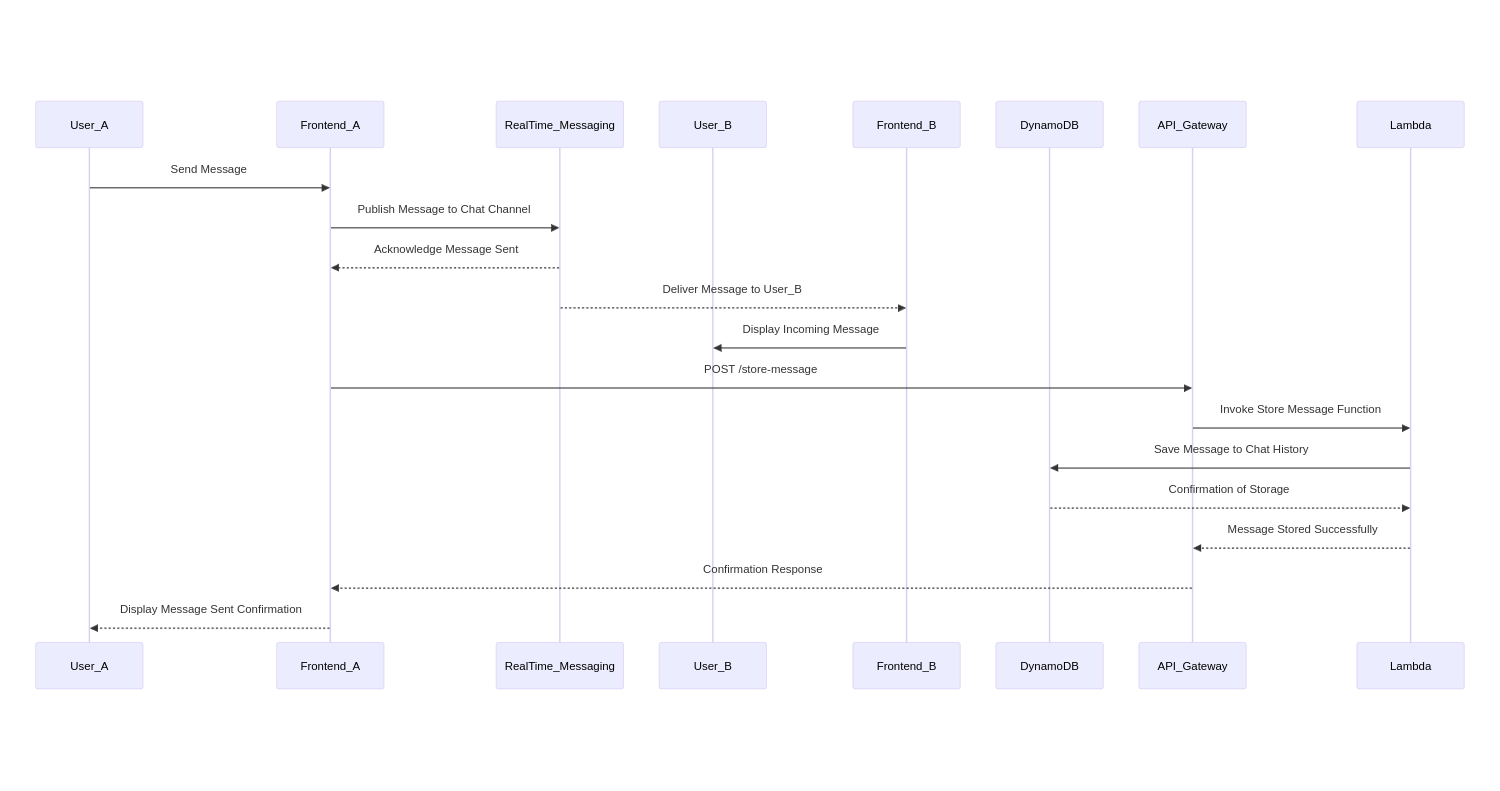 User_A
Frontend_A
RealTime_Messaging
User_B
Frontend_B
DynamoDB
API_Gateway
Lambda
Send Message
Publish Message to Chat Channel
Acknowledge Message Sent
Deliver Message to User_B
Display Incoming Message
POST /store-message
Invoke Store Message Function
Save Message to Chat History
Confirmation of Storage
Message Stored Successfully
Confirmation Response
Display Message Sent Confirmation
User_A
Frontend_A
RealTime_Messaging
User_B
Frontend_B
DynamoDB
API_Gateway
Lambda